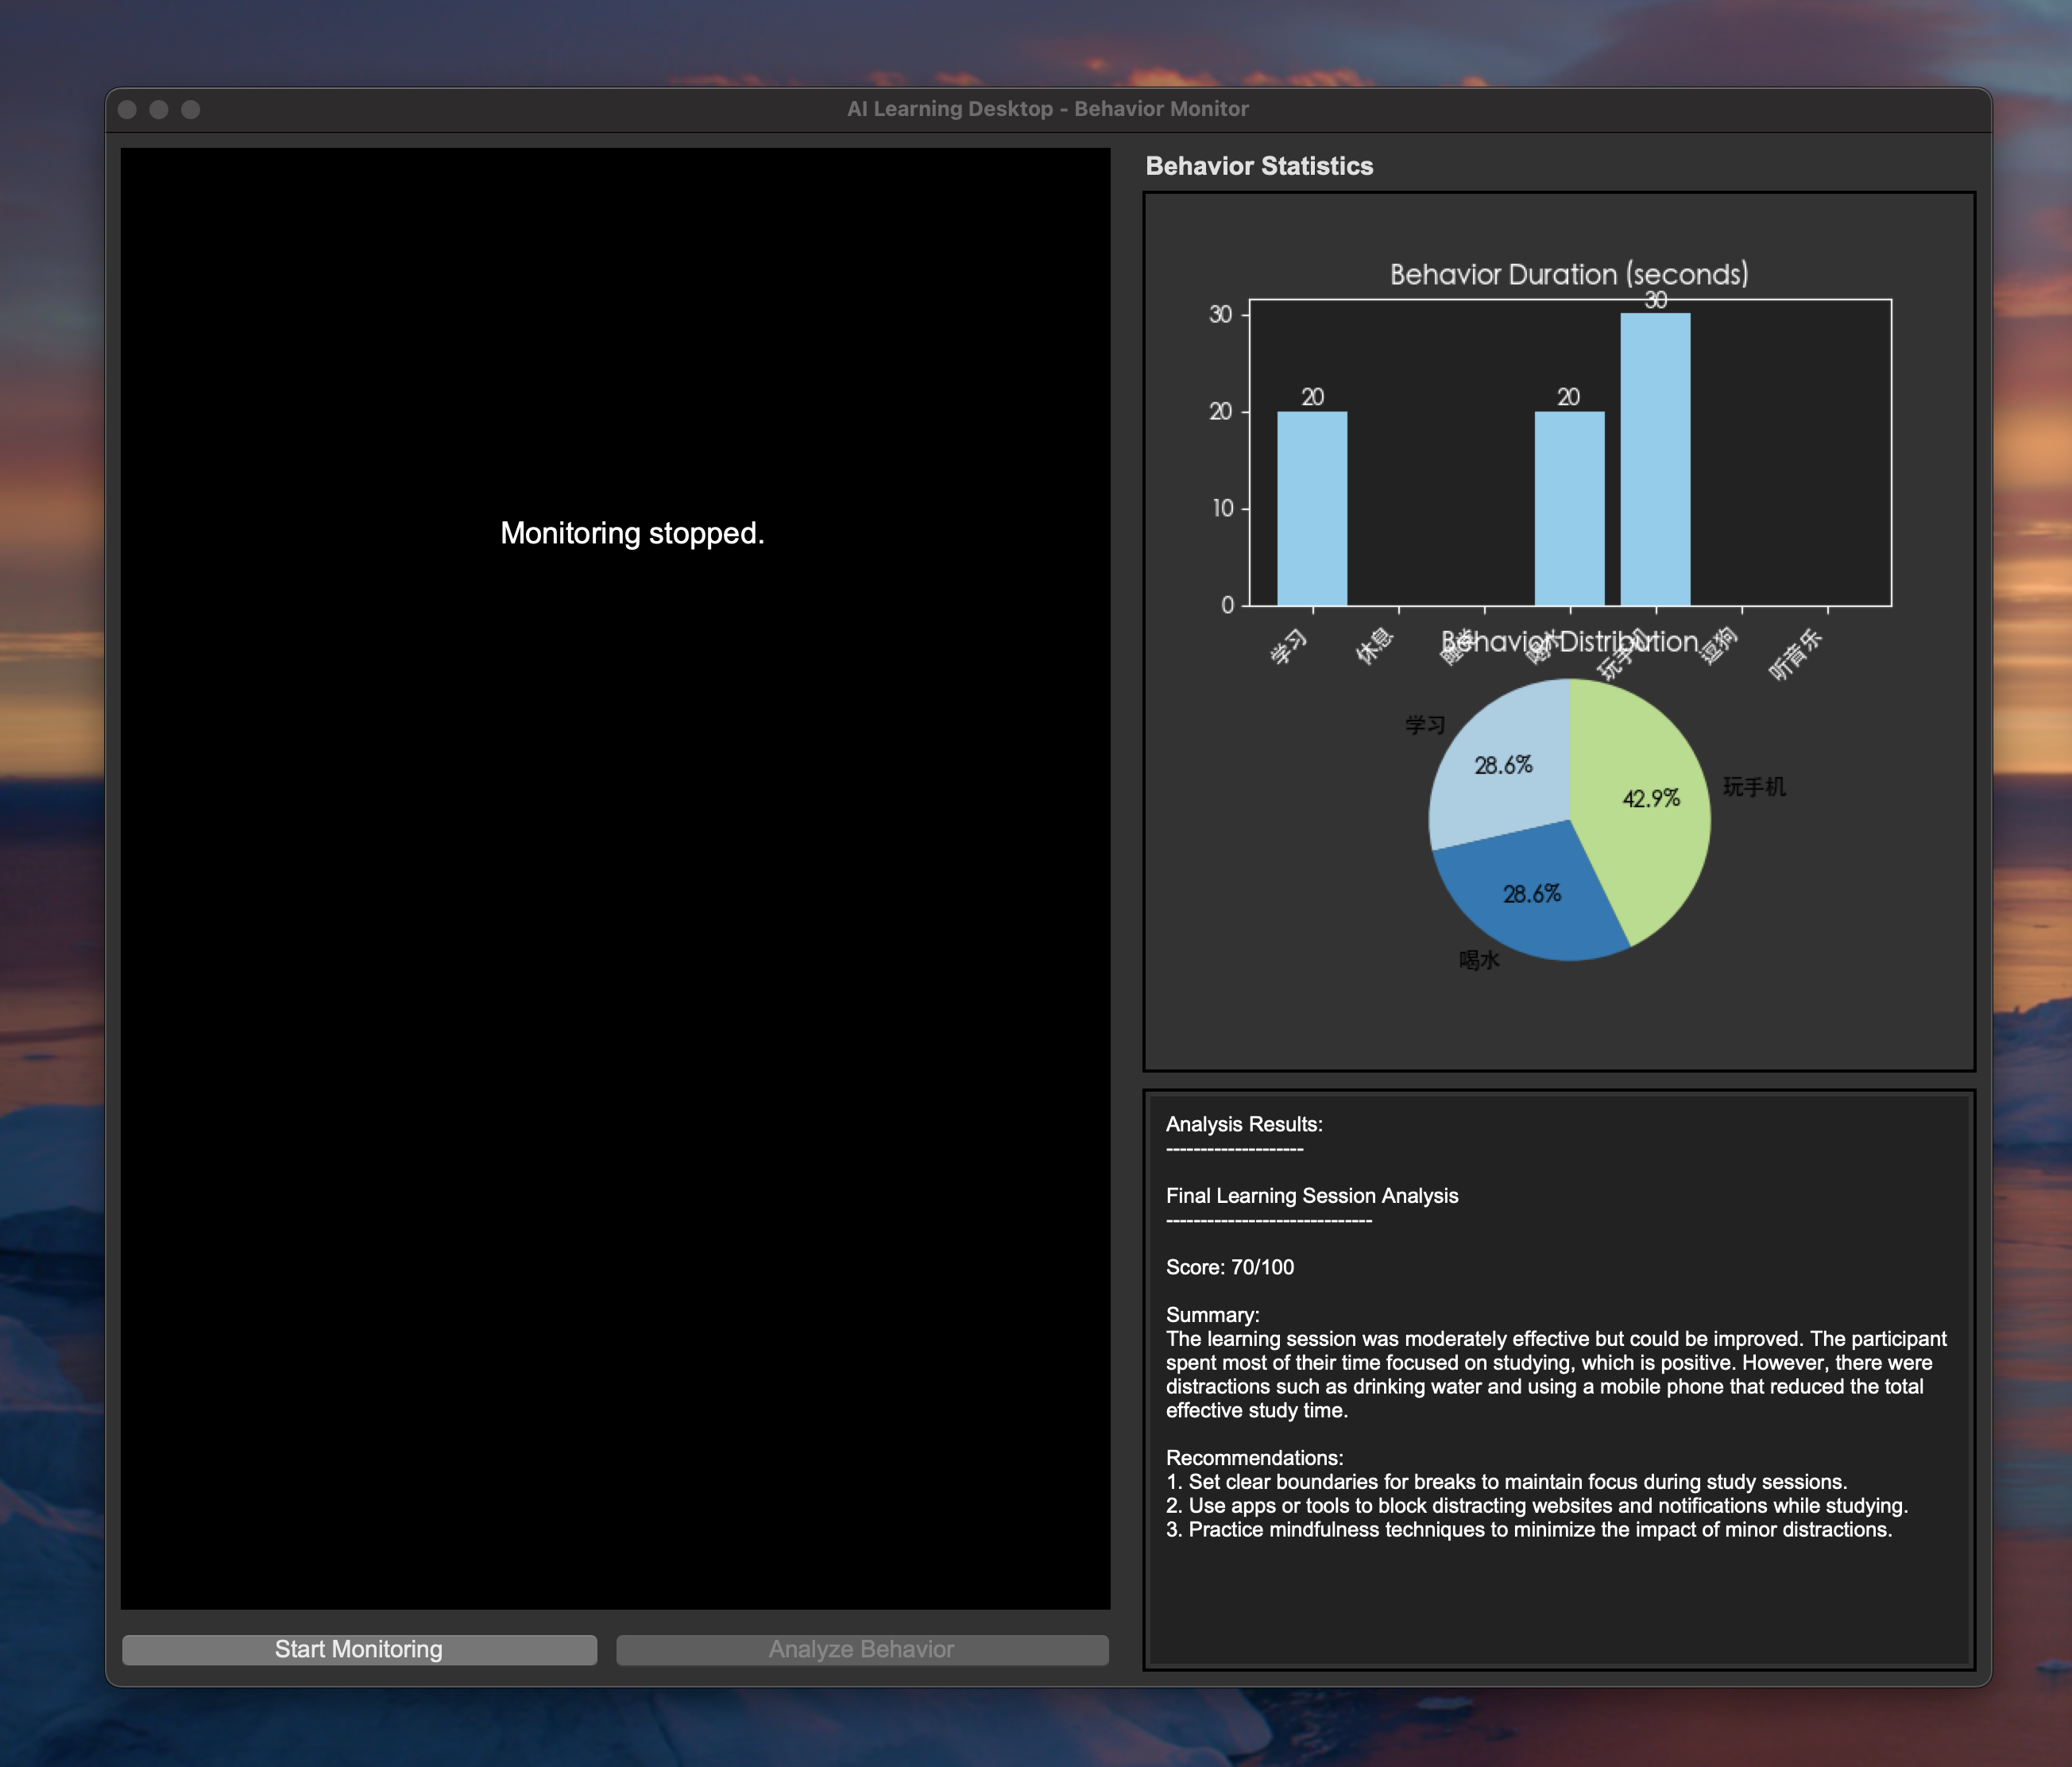 AI Learning Desktop - Behavior Monitor
Monitoring stopped.
Start Monitoring
Analyze Behavior
Behavior Statistics
Behavior Duration (seconds)
30
20
10
0
20
20
30
学习
休息
喝水
玩手机
逗狗
听音乐
Behavior Distribution
学习
28.6%
42.9%
玩手机
28.6%
喝水
Analysis Results:
--------------------
Final Learning Session Analysis
------------------------------
Score: 70/100
Summary:
The learning session was moderately effective but could be improved. The participant
spent most of their time focused on studying, which is positive. However, there were
distractions such as drinking water and using a mobile phone that reduced the total
effective study time.
Recommendations:
1. Set clear boundaries for breaks to maintain focus during study sessions.
2. Use apps or tools to block distracting websites and notifications while studying.
3. Practice mindfulness techniques to minimize the impact of minor distractions.